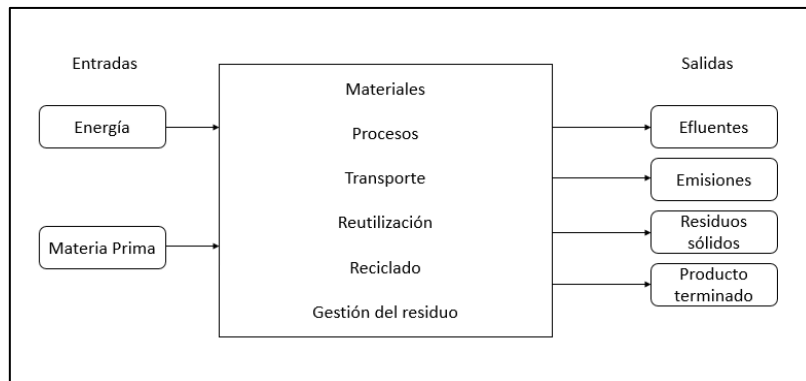 Entradas
Salidas
Energía
Materia Prima
Materiales
Procesos
Transporte
Reutilización
Reciclado
Gestión del residuo
Efluentes
Emisiones
Residuos
sólidos
Producto
terminado